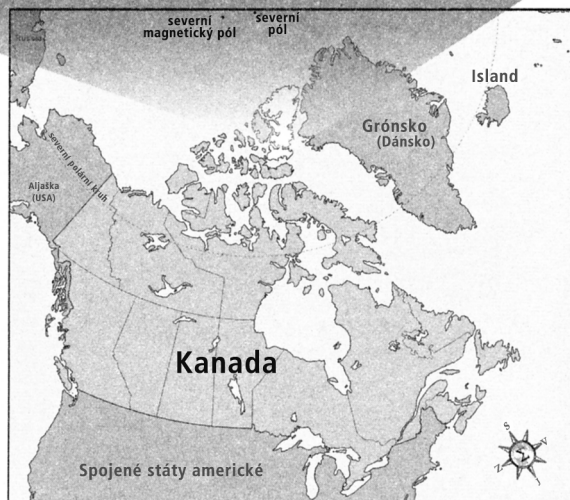 severní
magnetický pól
severní
pól
Rusko
Island
Grónsko
(Dánsko)
severní polární kruh
Aljaška
(USA)
Kanada
Spojené státy americké
S